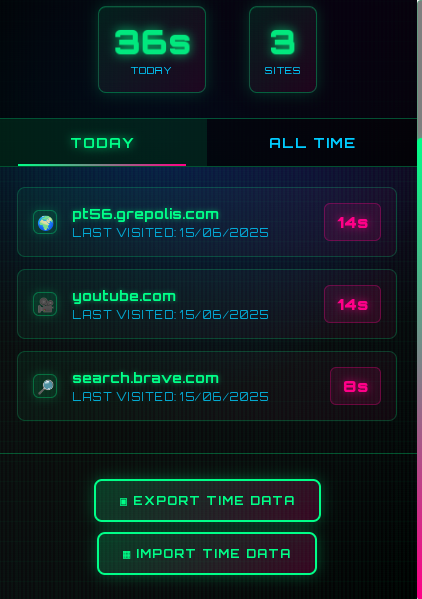 36s
TODAY
3
SITES
TODAY
ALL TIME
pt56.grepolis.com
LAST VISITED: 15/06/2025
14s
youtube.com
LAST VISITED: 15/06/2025
14s
search.brave.com
LAST VISITED: 15/06/2025
8s
EXPORT TIME DATA
IMPORT TIME DATA